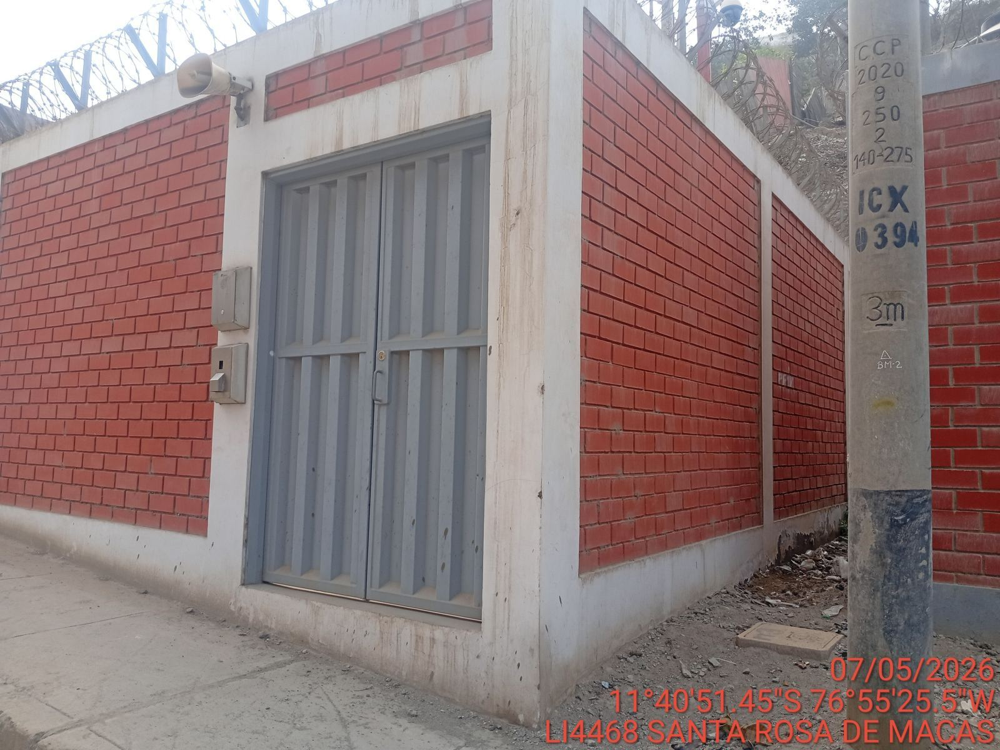 CCP
2020
9
250
2
140-275
ICX
0394
3m
BM-2
07/05/2026
11°40'51.45"S 76°55'25.5"W
LI4468 SANTA ROSA DE MACAS